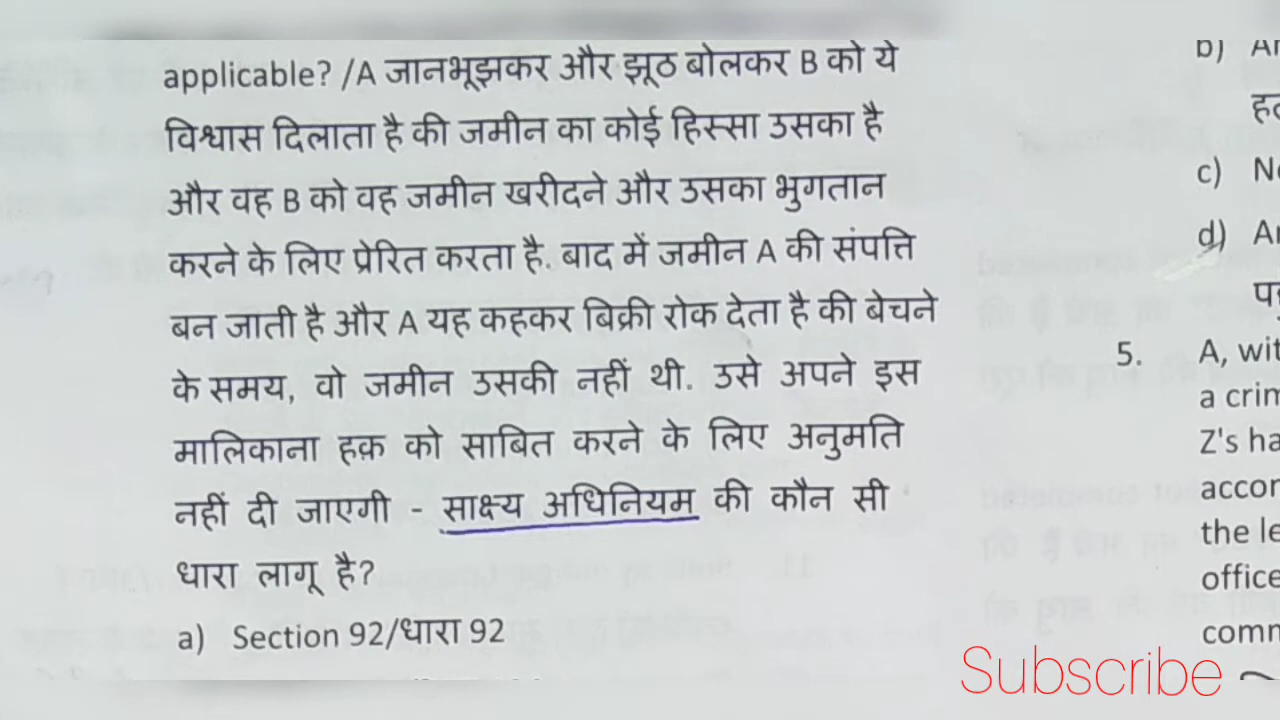 applicable? /A जानभूझकर और झूठ बोलकर B को ये
विश्वास दिलाता है की जमीन का कोई हिस्सा उसका है
और वह B को वह जमीन खरीदने और उसका भुगतान
करने के लिए प्रेरित करता है. बाद में जमीन A की संपत्ति
बन जाती है और A यह कहकर बिक्री रोक देता है की बेचने
के समय, वो जमीन उसकी नहीं थी. उसे अपने इस
मालिकाना हक़ को साबित करने के लिए अनुमति
नहीं दी जाएगी - साक्ष्य अधिनियम की कौन सी
धारा लागू है?
a) Section 92/धारा 92
b)
c)
d)
5. A, wit
a crim
Z's ha
accor
the le
office
comm
Subscribe